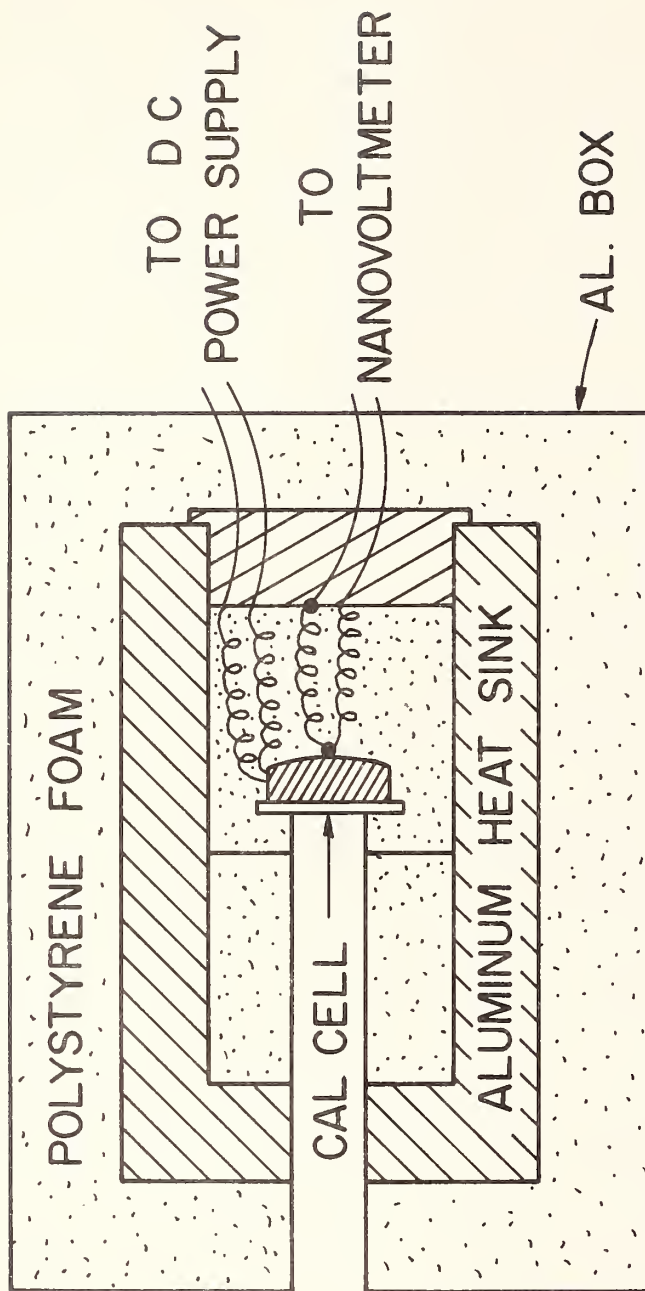 POLYSTYRENE FOAM
TO DC
POWER SUPPLY
TO
NANOVOLTMETER
CAL CELL
ALUMINUM HEAT SINK
AL. BOX